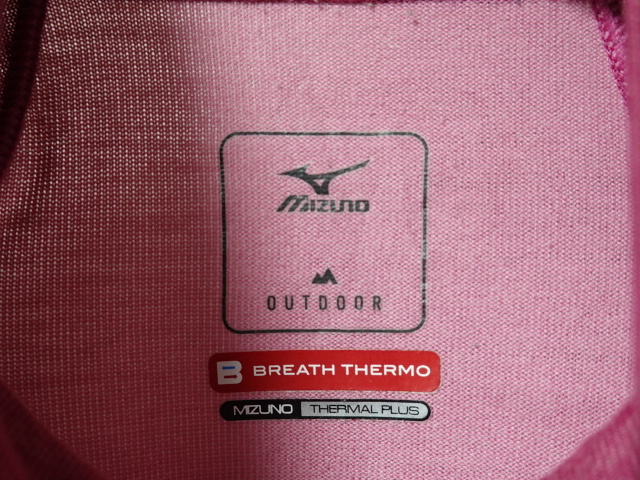 MIZUNO
OUTDOOR
B BREATH THERMO
MIZUNO THERMAL PLUS